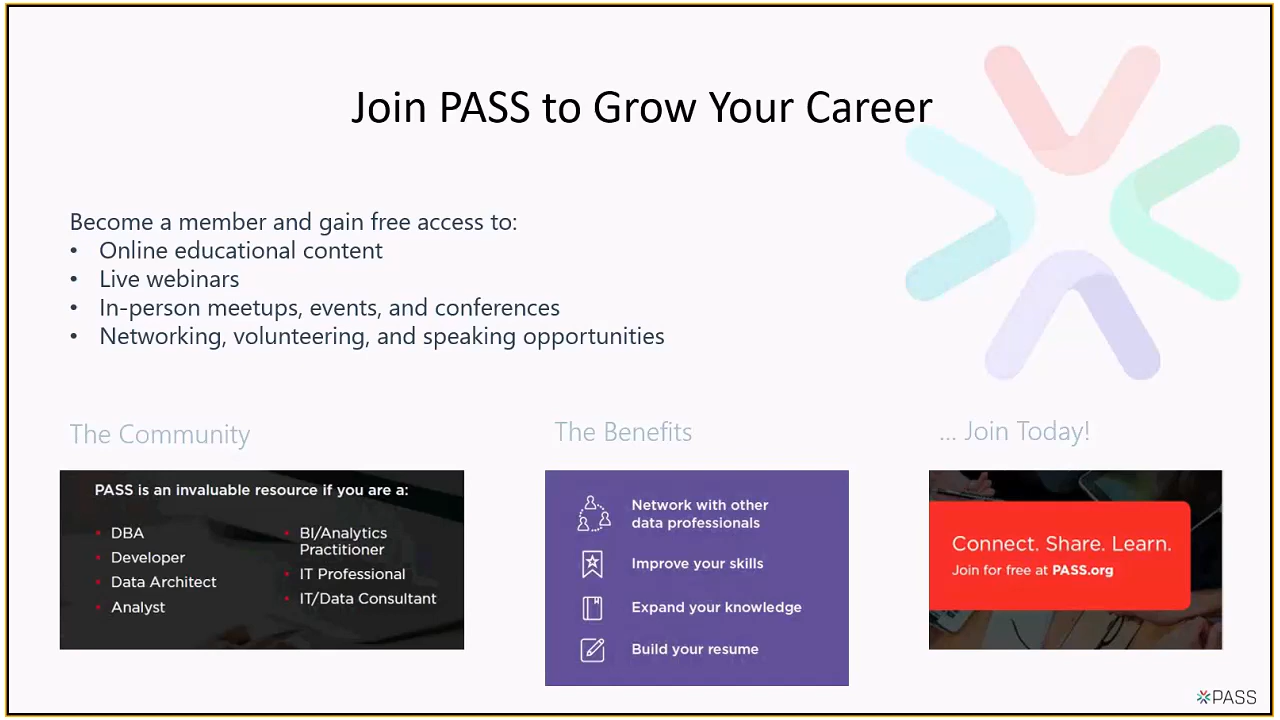 Join PASS to Grow Your Career
Become a member and gain free access to:
• Online educational content
• Live webinars
• In-person meetups, events, and conferences
• Networking, volunteering, and speaking opportunities
The Community
PASS is an invaluable resource if you are a:
DBA
Developer
Data Architect
Analyst
BI/Analytics
Practitioner
IT Professional
IT/Data Consultant
The Benefits
Network with other
data professionals
Improve your skills
Expand your knowledge
Build your resume
... Join Today!
Connect. Share. Learn.
Join for free at PASS.org
PASS